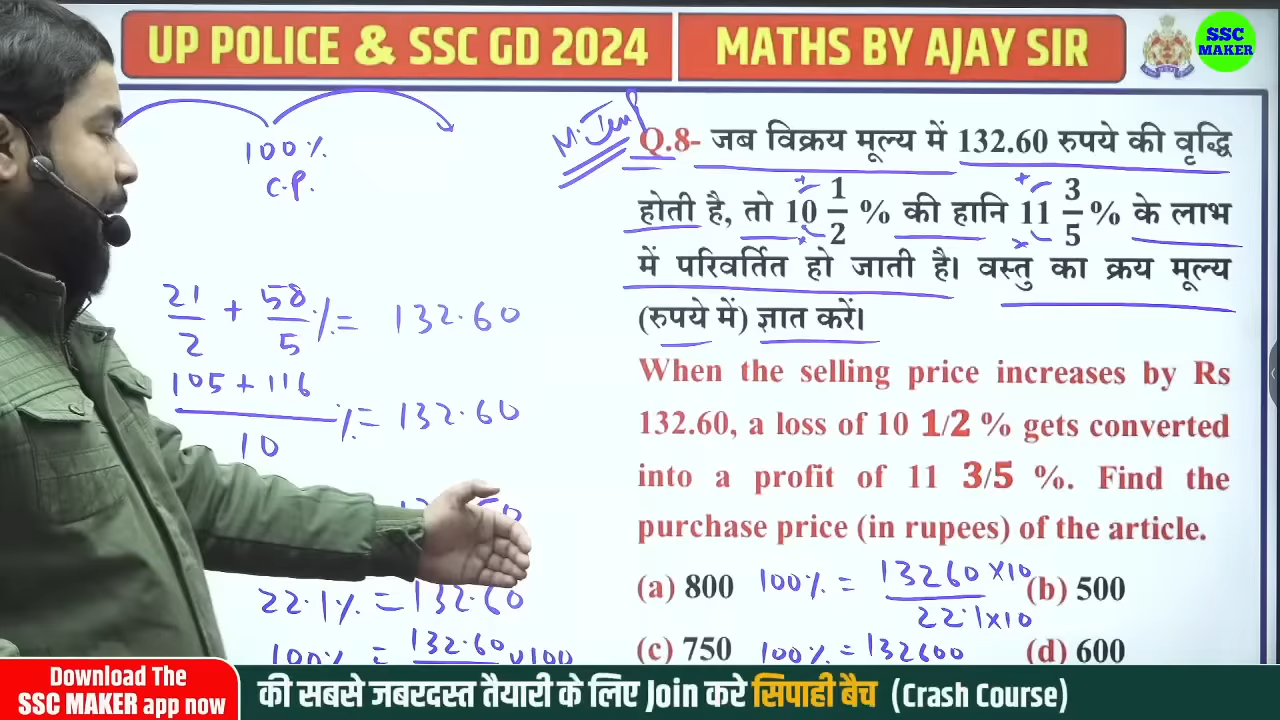 UP POLICE & SSC GD 2024
MATHS BY AJAY SIR
SSC
MAKER
100%
C.P.
21/2 + 58/5 % = 132.60
105 + 116 / 10 % = 132.60
22.1% = 132.60
100% = 132.60 × 100
Q.8- जब विक्रय मूल्य में 132.60 रुपये की वृद्धि
होती है, तो 10 1/2 % की हानि 11 3/5 % के लाभ
में परिवर्तित हो जाती है। वस्तु का क्रय मूल्य
(रुपये में) ज्ञात करें।
When the selling price increases by Rs
132.60, a loss of 10 1/2 % gets converted
into a profit of 11 3/5 %. Find the
purchase price (in rupees) of the article.
(a) 800 100% = 13260×10 / 22.1×10 (b) 500
(c) 750 100% = 132600 (d) 600
Download The
SSC MAKER app now
की सबसे जबरदस्त तैयारी के लिए Join करे सिपाही बैच (Crash Course)